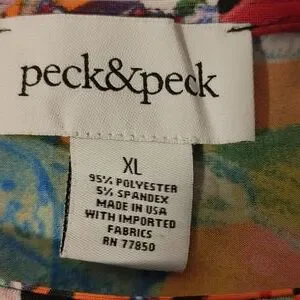 peck&peck
XL
95% POLYESTER
5% SPANDEX
MADE IN USA
WITH IMPORTED
FABRICS
RN 77850